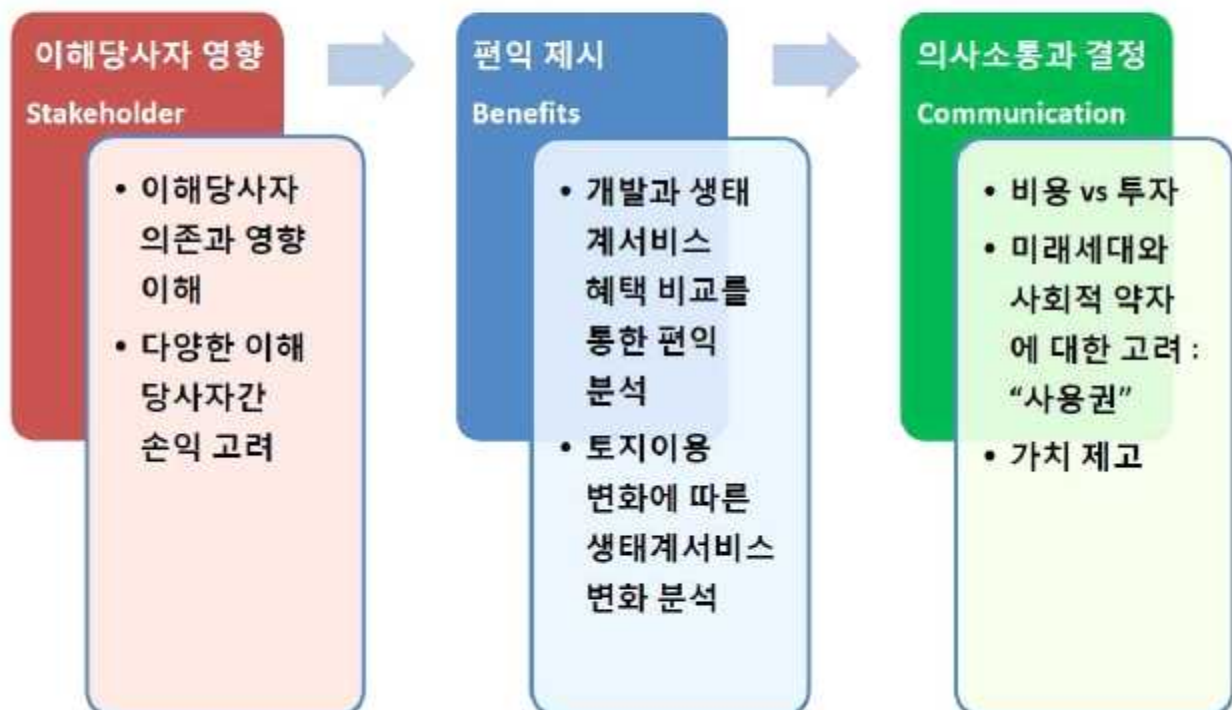 이해당사자 영향
Stakeholder
• 이해당사자
의존과 영향
이해
• 다양한 이해
당사자간
손익 고려
편익 제시
Benefits
• 개발과 생태
계서비스
혜택 비교를
통한 편익
분석
• 토지이용
변화에 따른
생태계서비스
변화 분석
의사소통과 결정
Communication
• 비용 vs 투자
• 미래세대와
사회적 약자
에 대한 고려 :
“사용권”
• 가치 제고